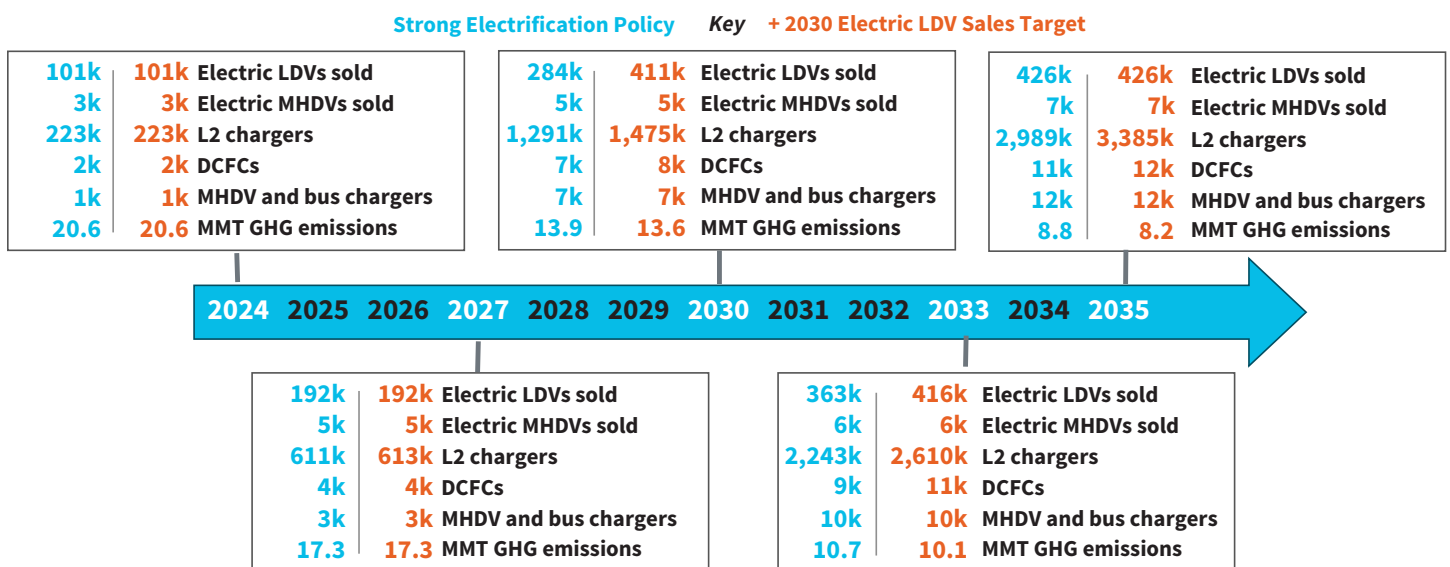 Strong Electrification Policy Key + 2030 Electric LDV Sales Target
101k 101k Electric LDVs sold
3k 3k Electric MHDVs sold
223k 223k L2 chargers
2k 2k DCFCs
1k 1k MHDV and bus chargers
20.6 20.6 MMT GHG emissions
284k 411k Electric LDVs sold
5k 5k Electric MHDVs sold
1,291k 1,475k L2 chargers
7k 8k DCFCs
7k 7k MHDV and bus chargers
13.9 13.6 MMT GHG emissions
426k 426k Electric LDVs sold
7k 7k Electric MHDVs sold
2,989k 3,385k L2 chargers
11k 12k DCFCs
12k 12k MHDV and bus chargers
8.8 8.2 MMT GHG emissions
2024 2025 2026 2027 2028 2029 2030 2031 2032 2033 2034 2035
192k 192k Electric LDVs sold
5k 5k Electric MHDVs sold
611k 613k L2 chargers
4k 4k DCFCs
3k 3k MHDV and bus chargers
17.3 17.3 MMT GHG emissions
363k 416k Electric LDVs sold
6k 6k Electric MHDVs sold
2,243k 2,610k L2 chargers
9k 11k DCFCs
10k 10k MHDV and bus chargers
10.7 10.1 MMT GHG emissions